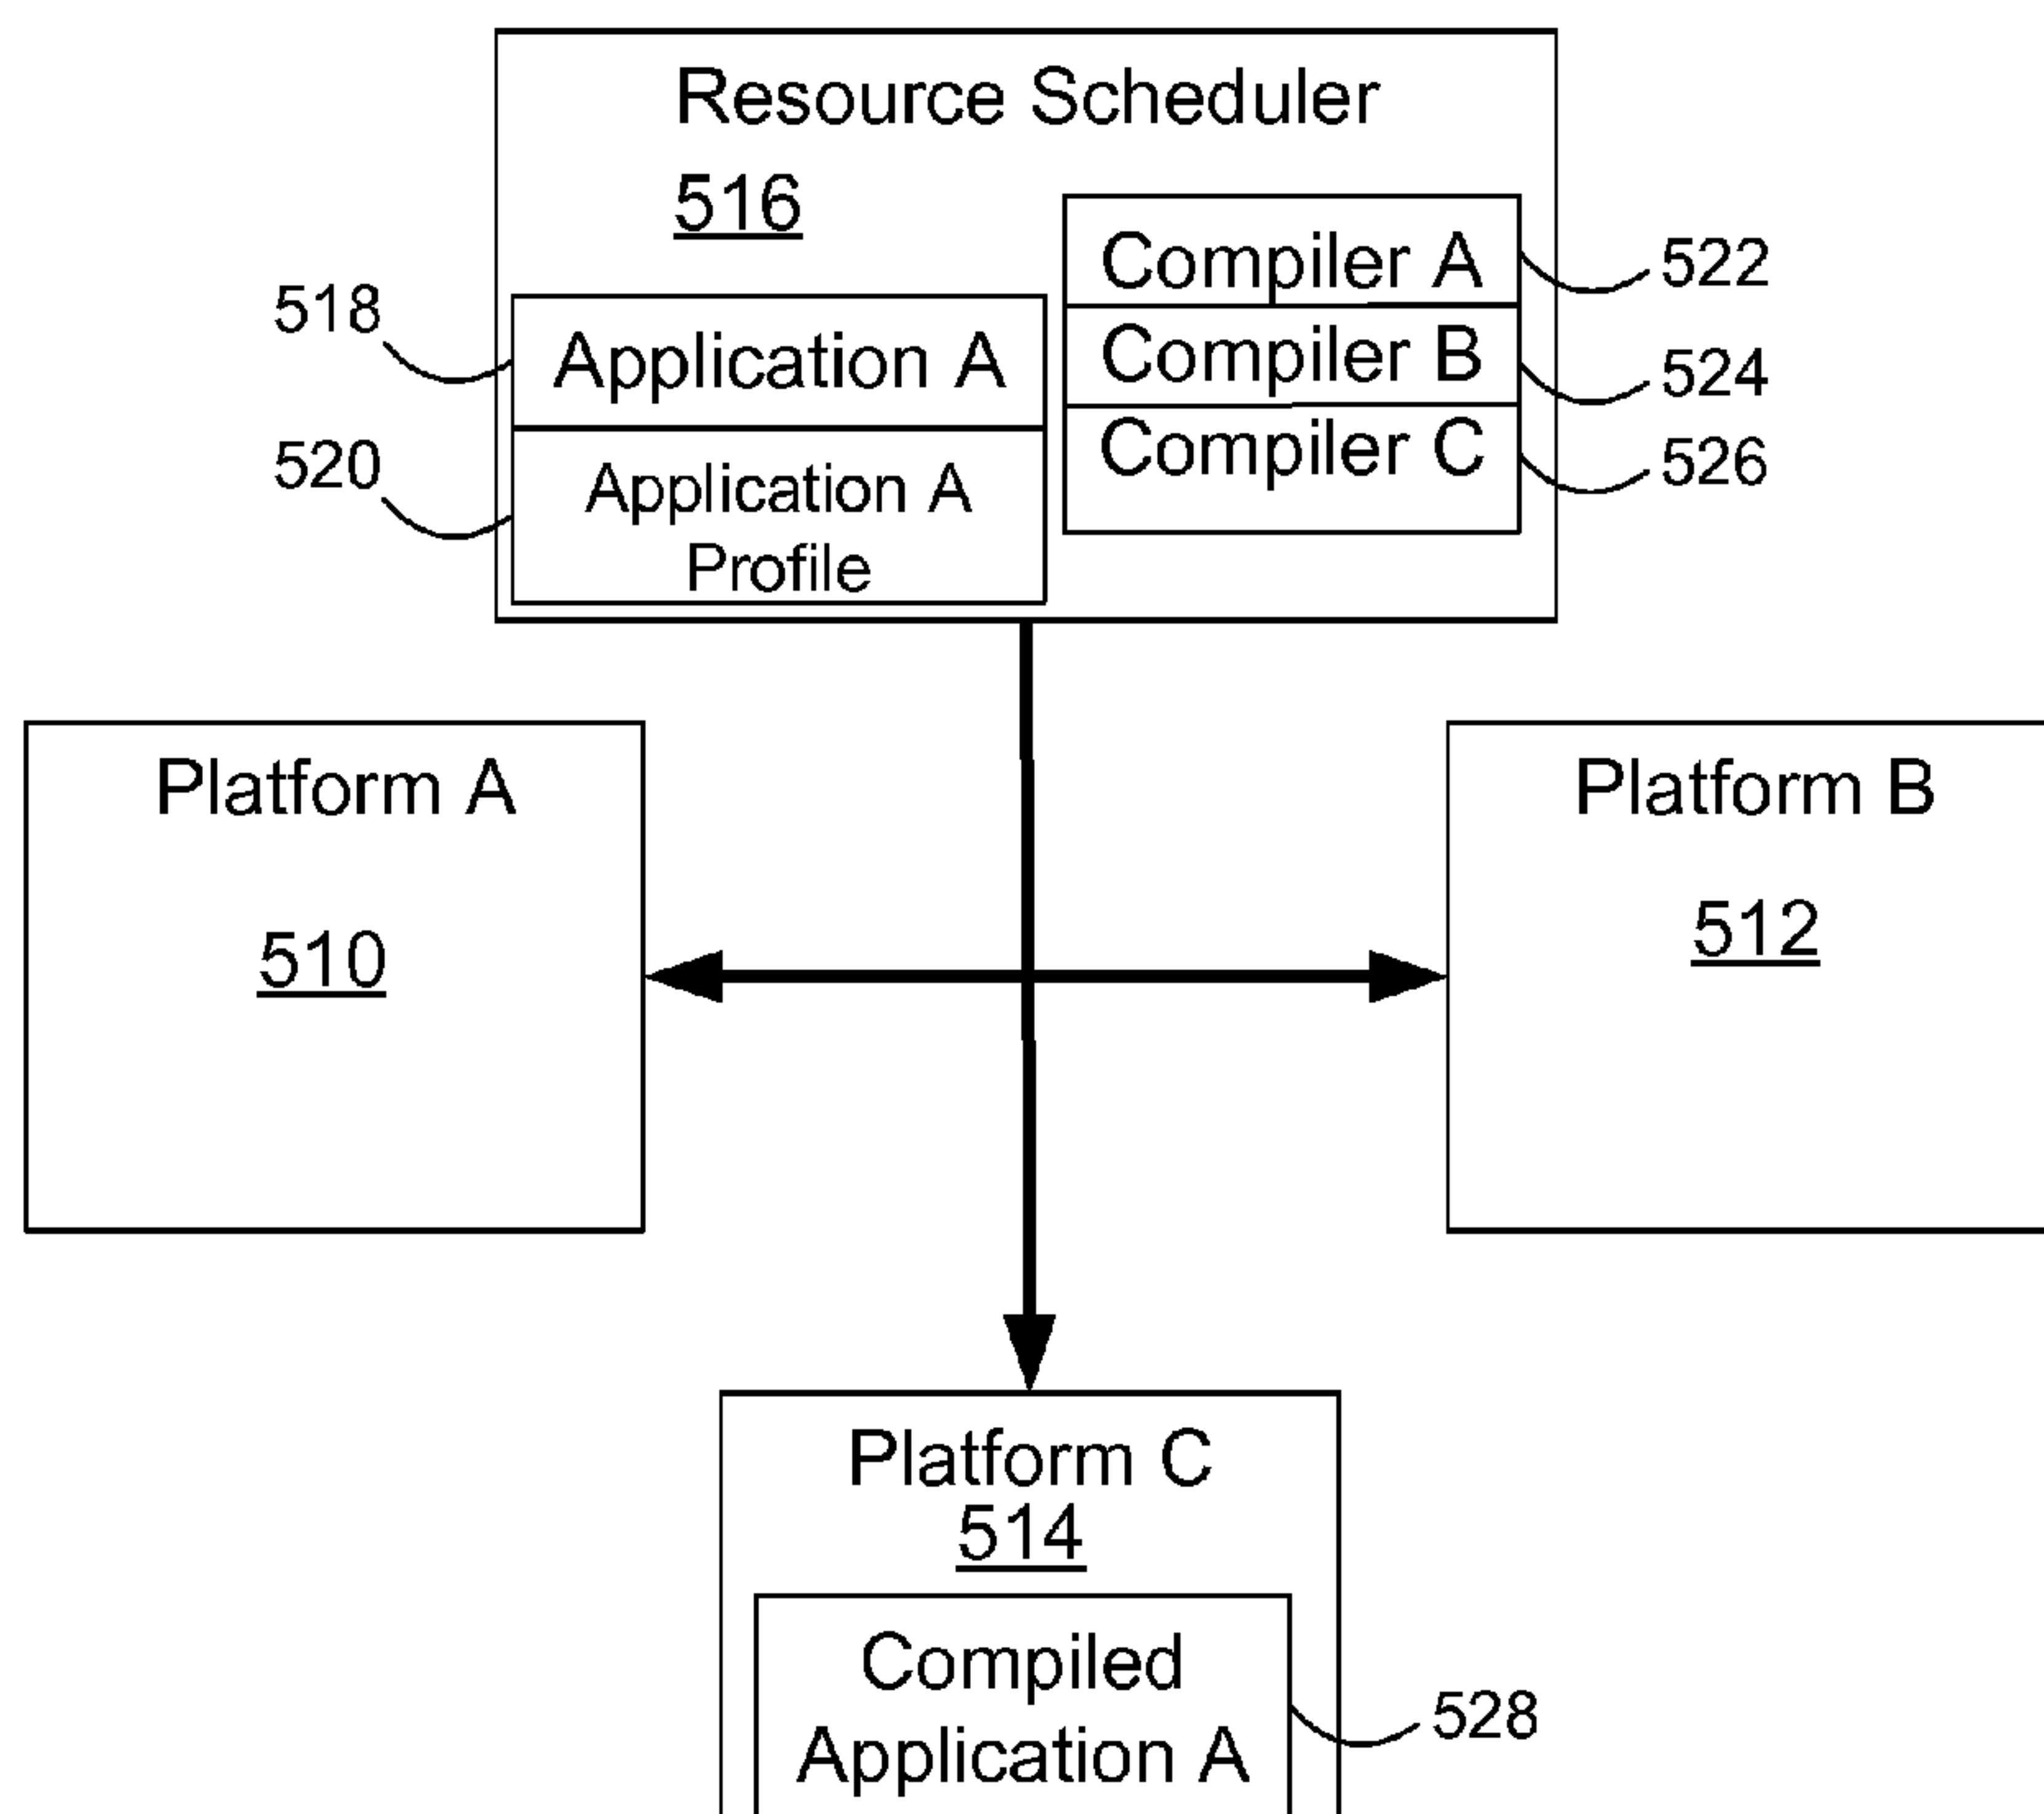 Resource Scheduler
516
518
Application A
520
Application A
Profile
Compiler A
522
Compiler B
524
Compiler C
526
Platform A
510
Platform B
512
Platform C
514
Compiled
Application A
528